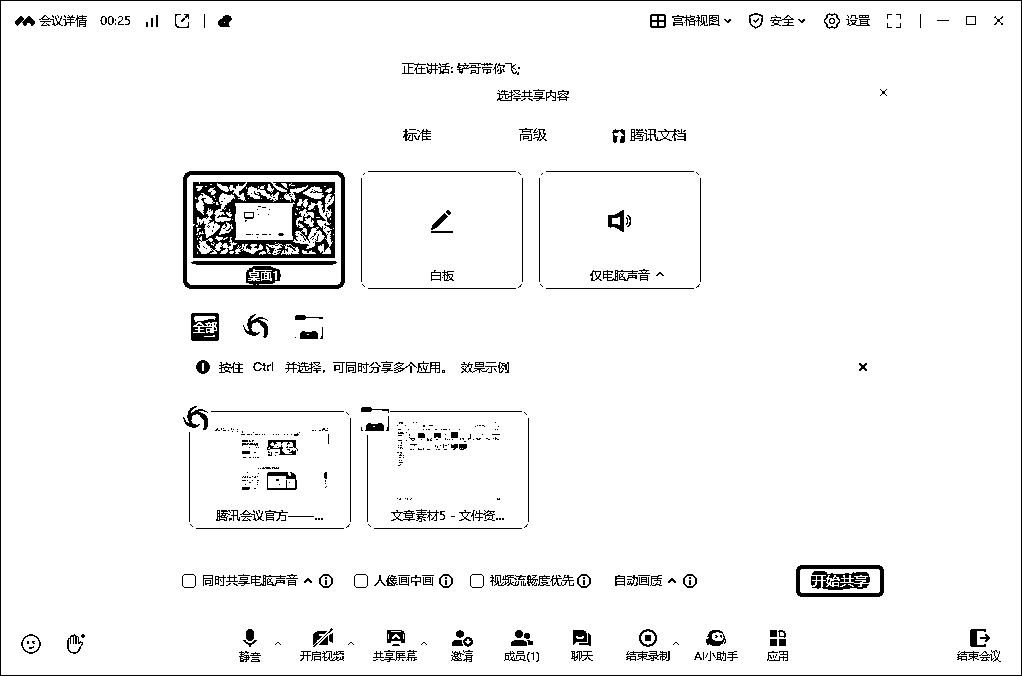 会议详情 00:25 宫格视图 安全 设置
正在讲话: 铲哥带你飞;
选择共享内容
标准 高级 腾讯文档
桌面1 白板 仅电脑声音
全部
按住 Ctrl 并选择，可同时分享多个应用。 效果示例
腾讯会议官方——... 文章素材5 - 文件资...
同时共享电脑声音 人像画中画 视频流畅度优先 自动画质 开始共享
静音 开启视频 共享屏幕 邀请 成员(1) 聊天 结束录制 AI小助手 应用 结束会议